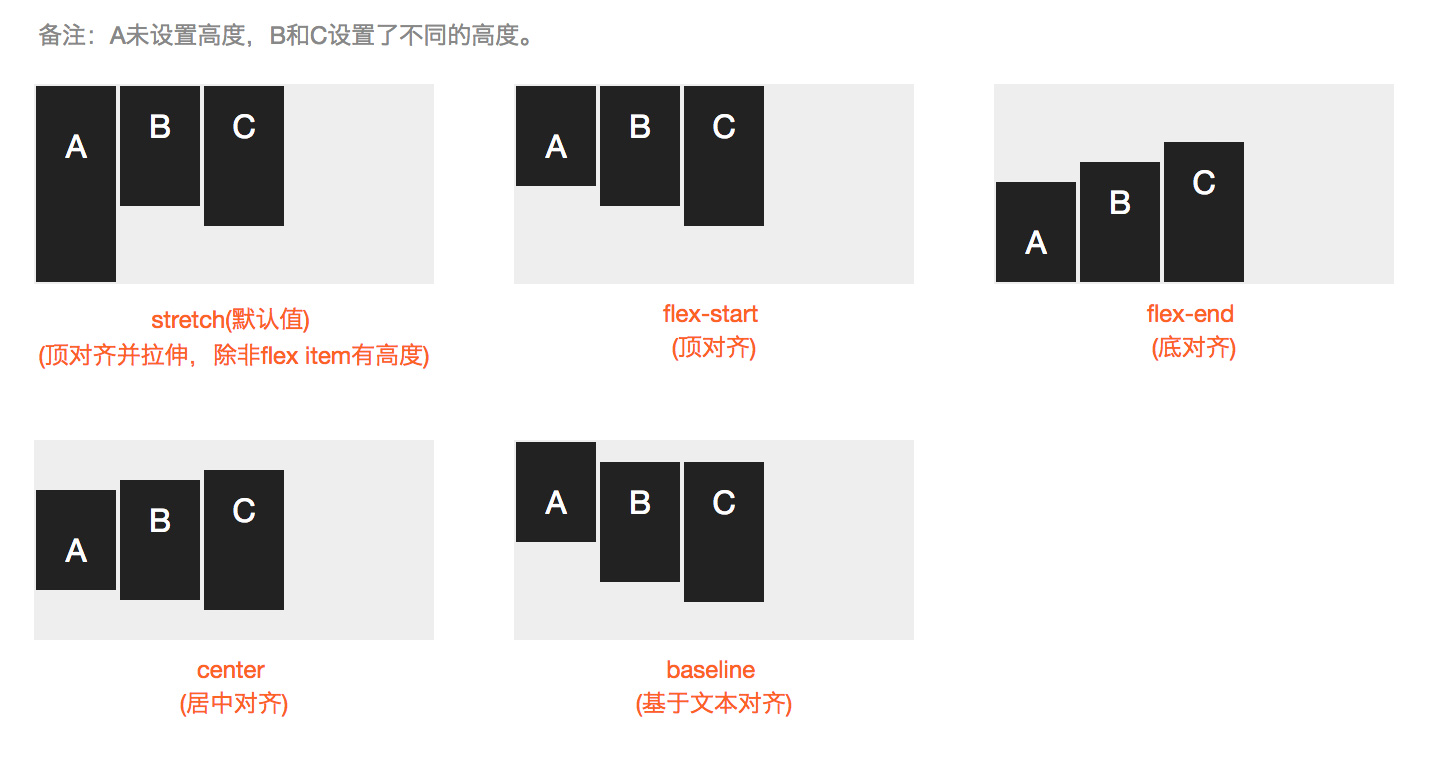 备注：A未设置高度，B和C设置了不同的高度。
A
B
C
A
B
C
A
B
C
stretch(默认值)
(顶对齐并拉伸，除非flex item有高度)
flex-start
(顶对齐)
flex-end
(底对齐)
A
B
C
A
B
C
center
(居中对齐)
baseline
(基于文本对齐)